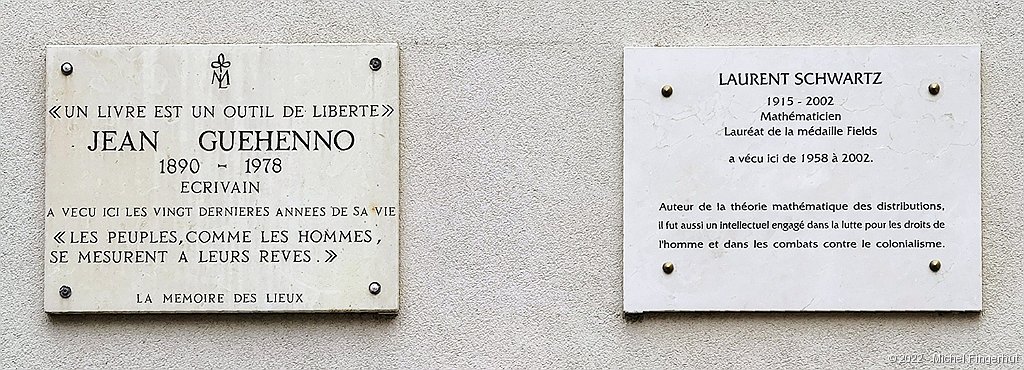 ML
«UN LIVRE EST UN OUTIL DE LIBERTE»
JEAN GUEHENNO
1890 - 1978
ECRIVAIN
A VECU ICI LES VINGT DERNIERES ANNEES DE SA VIE
«LES PEUPLES, COMME LES HOMMES,
SE MESURENT A LEURS REVES.»
LA MEMOIRE DES LIEUX
LAURENT SCHWARTZ
1915 - 2002
Mathématicien
Lauréat de la médaille Fields
a vécu ici de 1958 à 2002.
Auteur de la théorie mathématique des distributions,
il fut aussi un intellectuel engagé dans la lutte pour les droits de
l'homme et dans les combats contre le colonialisme.
© 2022 - Michel Fingerhut